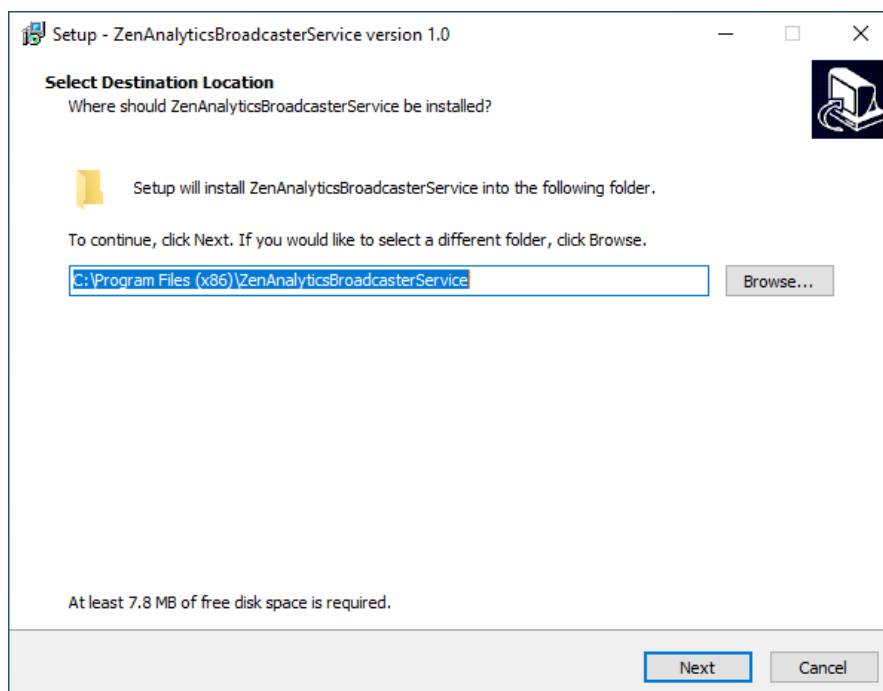 Setup - ZenAnalyticsBroadcasterService version 1.0
Select Destination Location
Where should ZenAnalyticsBroadcasterService be installed?
Setup will install ZenAnalyticsBroadcasterService into the following folder.
To continue, click Next. If you would like to select a different folder, click Browse.
C:\Program Files (x86)\ZenAnalyticsBroadcasterService
Browse...
At least 7.8 MB of free disk space is required.
Next
Cancel